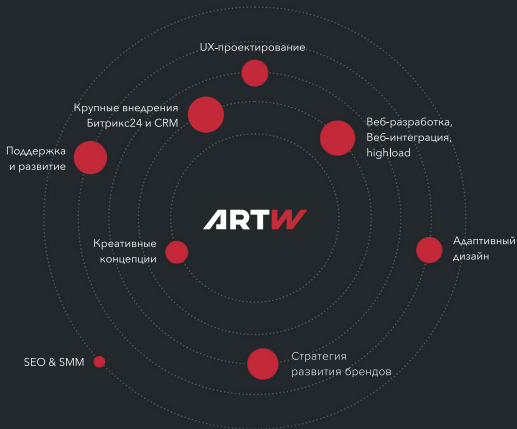 UX-проектирование
Крупные внедрения
Битрикс24 и CRM
Веб-разработка,
Веб-интеграция,
highload
Поддержка
и развитие
ARTW
Креативные
концепции
Адаптивный
дизайн
SEO & SMM
Стратегия
развития брендов